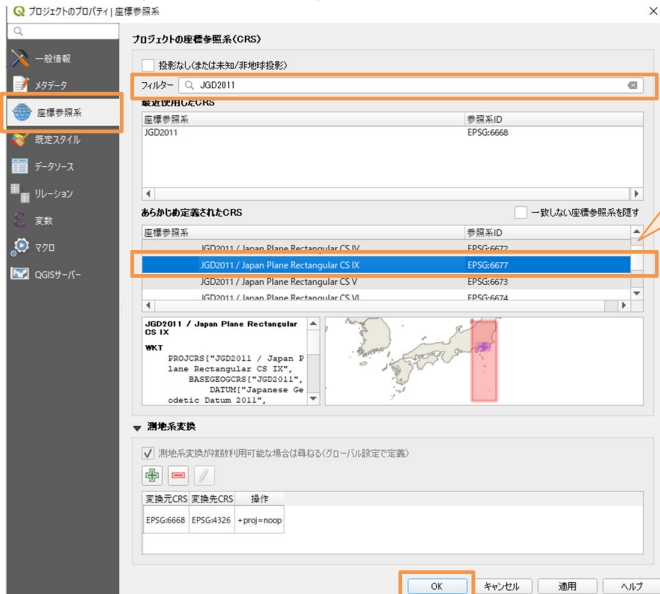 プロジェクトのプロパティ | 座標参照系
一般情報
メタデータ
座標参照系
既定スタイル
データソース
リレーション
変数
マクロ
QGISサーバー
プロジェクトの座標参照系(CRS)
投影なし(または未知/非地球投影)
フィルター JGD2011
最近使用したCRS
座標参照系 参照系ID
JGD2011 EPSG:6668
あらかじめ定義されたCRS 一致しない座標参照系を隠す
座標参照系 参照系ID
JGD2011 / Japan Plane Rectangular CS IV EPSG:6672
JGD2011 / Japan Plane Rectangular CS IX EPSG:6677
JGD2011 / Japan Plane Rectangular CS V EPSG:6673
JGD2011 / Japan Plane Rectangular CS VI EPSG:6674
JGD2011 / Japan Plane Rectangular
CS IX
WKT
PROJCRS["JGD2011 / Japan P
lane Rectangular CS IX",
BASEGEOGCRS["JGD2011",
DATUM["Japanese Ge
odetic Datum 2011",
測地系変換
測地系変換が複数利用可能な場合は尋ねる(グローバル設定で定義)
変換元CRS 変換先CRS 操作
EPSG:6668 EPSG:4326 +proj=noop
OK キャンセル 適用 ヘルプ